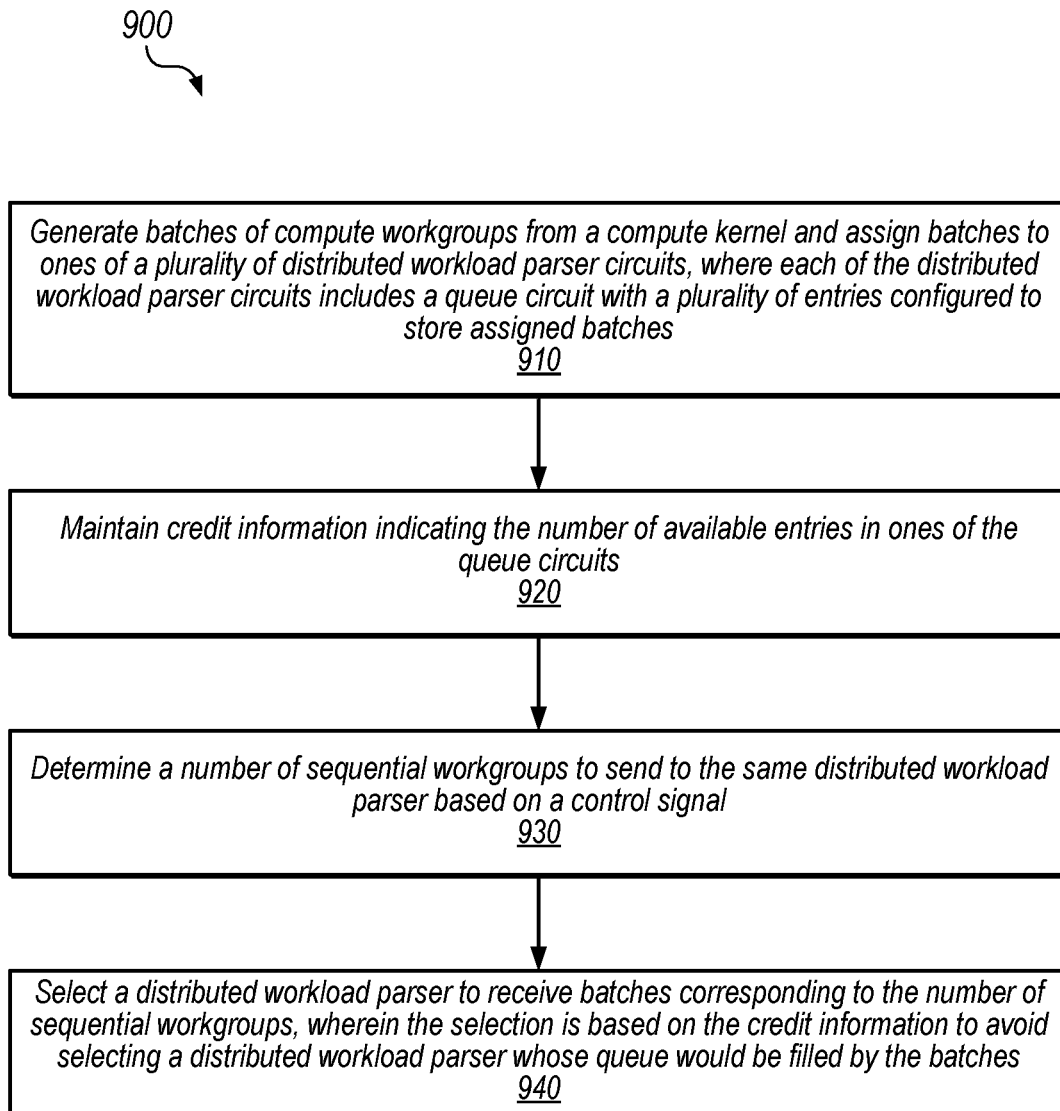 900
Generate batches of compute workgroups from a compute kernel and assign batches to
ones of a plurality of distributed workload parser circuits, where each of the distributed
workload parser circuits includes a queue circuit with a plurality of entries configured to
store assigned batches
910
Maintain credit information indicating the number of available entries in ones of the
queue circuits
920
Determine a number of sequential workgroups to send to the same distributed workload
parser based on a control signal
930
Select a distributed workload parser to receive batches corresponding to the number of
sequential workgroups, wherein the selection is based on the credit information to avoid
selecting a distributed workload parser whose queue would be filled by the batches
940